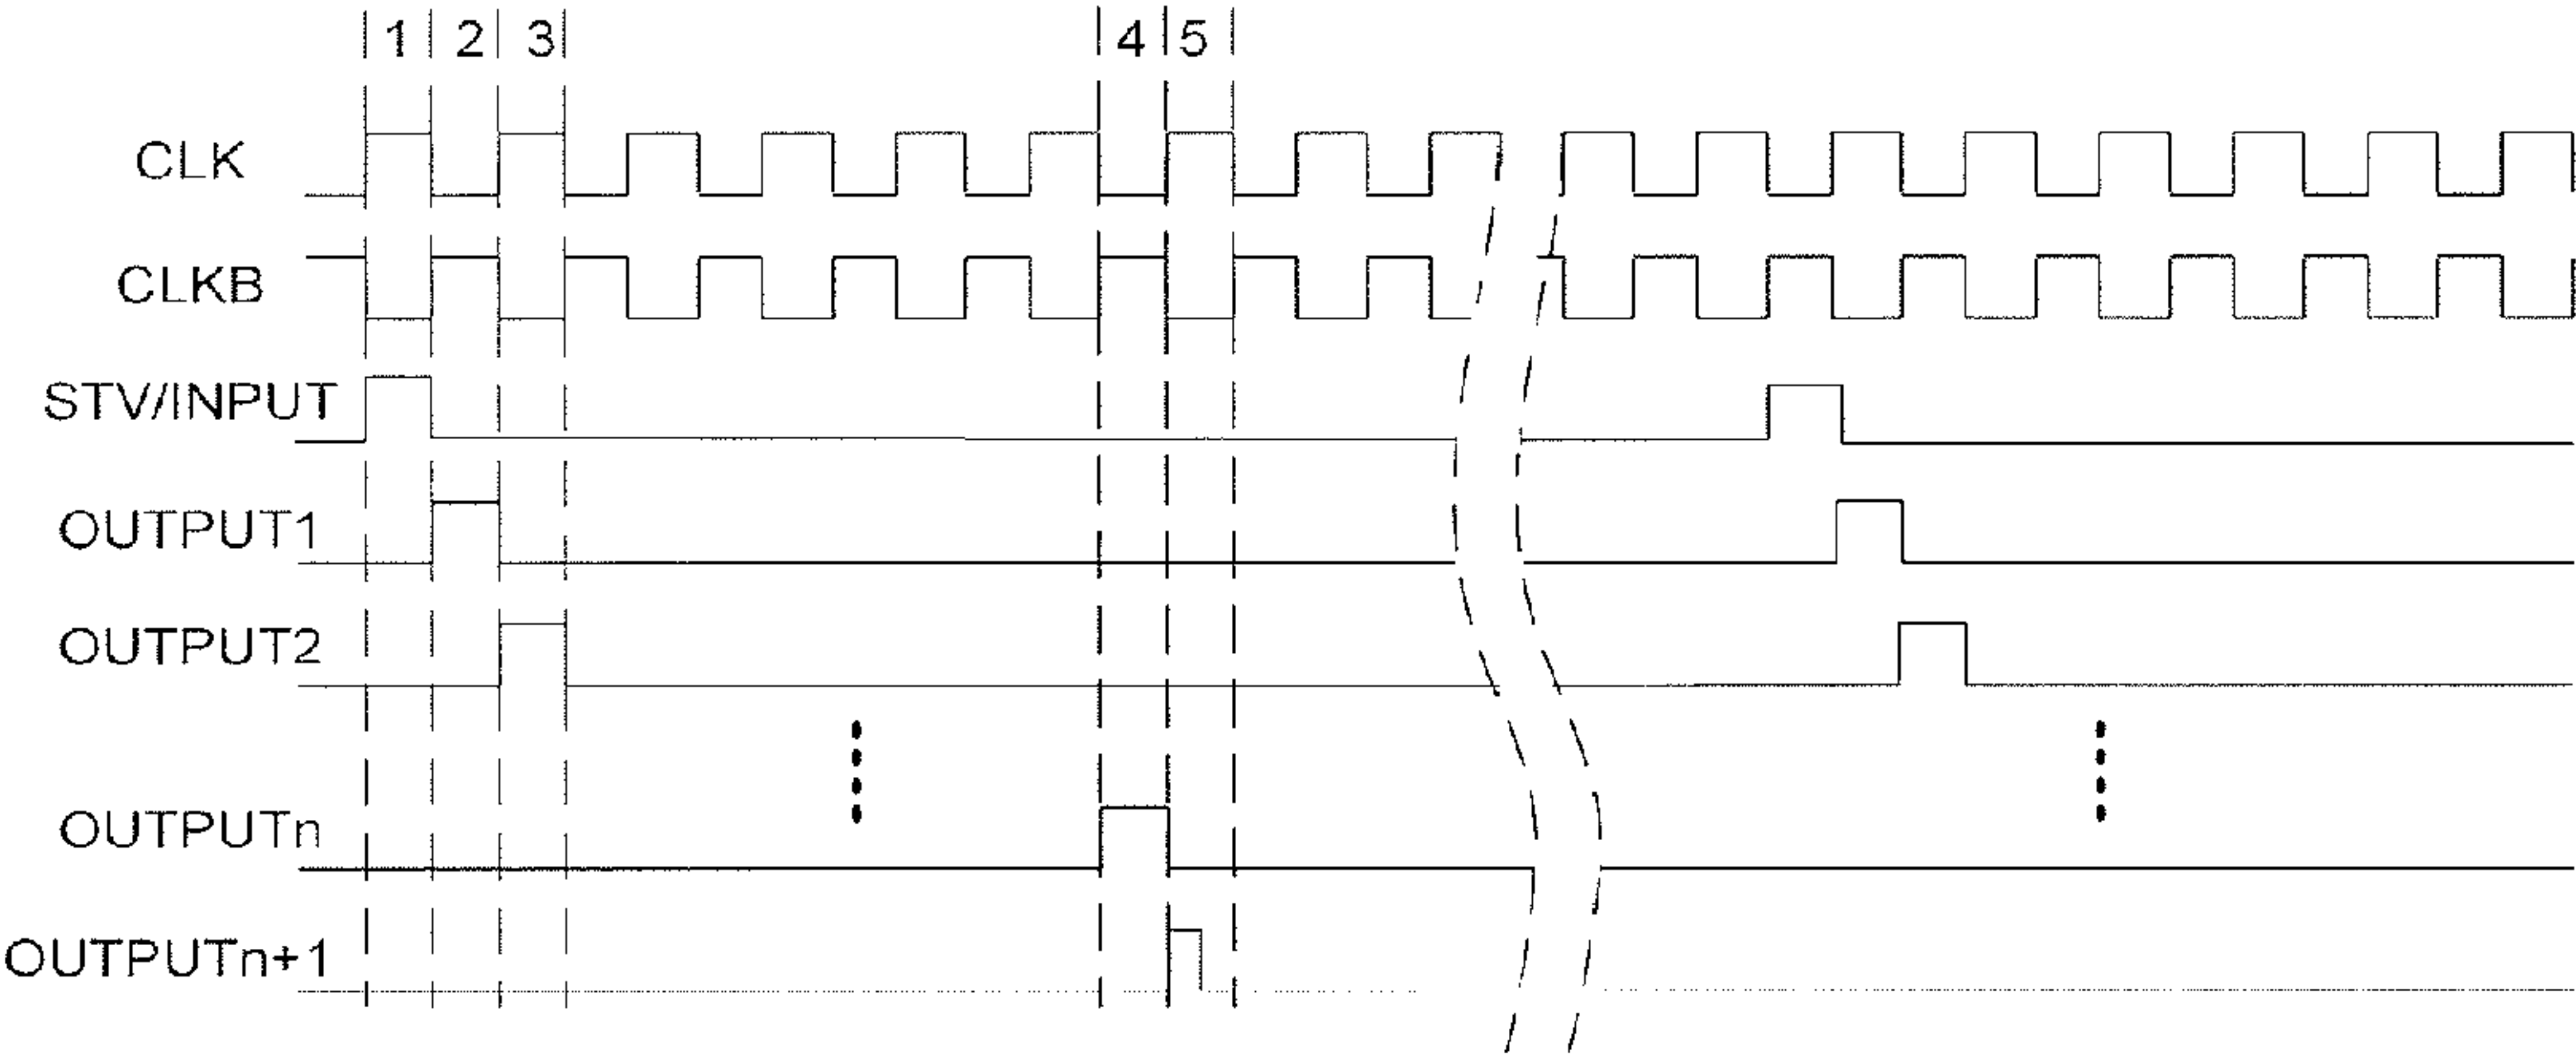 1 2 3 4 5
CLK
CLKB
STV/INPUT
OUTPUT1
OUTPUT2
OUTPUTn
OUTPUTn+1